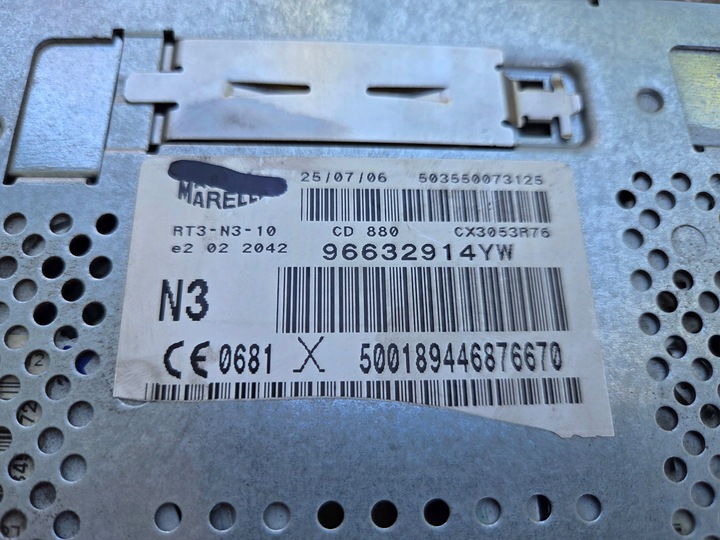 MARELLI 25/07/06 503550073125
RT3-N3-10 CD 880 CX3053R76
e2 02 2042 96632914YW
N3
CE 0681 X 500189446876670